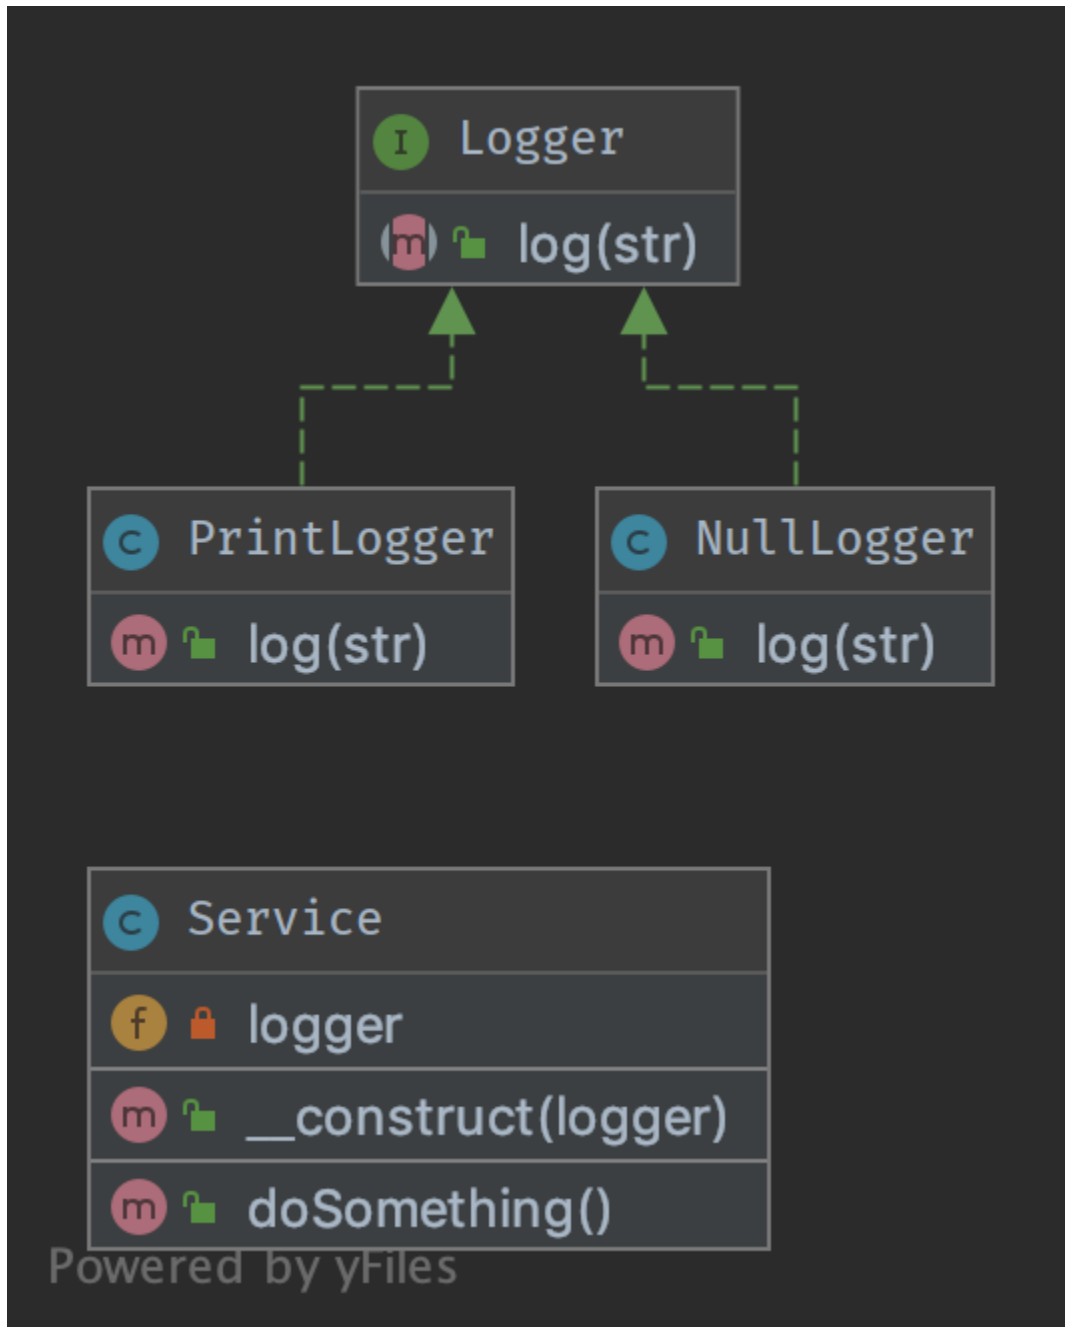 I Logger
m log(str)
C PrintLogger
m log(str)
C NullLogger
m log(str)
C Service
f logger
m __construct(logger)
m doSomething()
Powered by yFiles